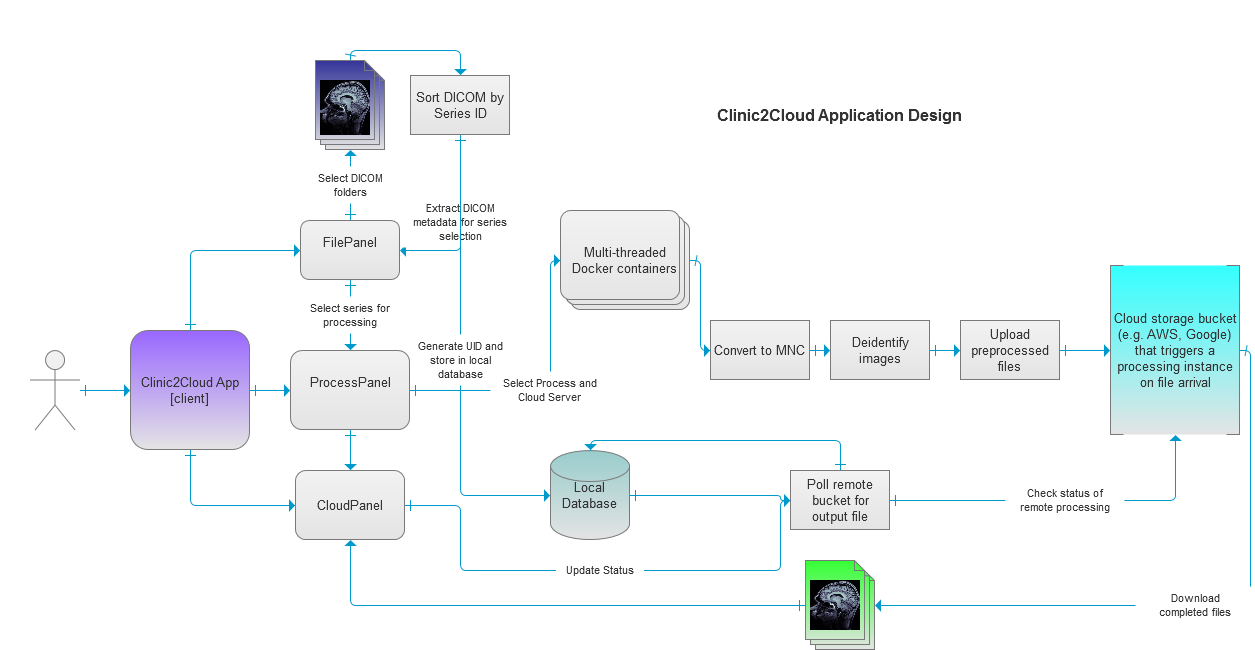 Clinic2Cloud Application Design
Sort DICOM by
Series ID
Select DICOM
folders
Extract DICOM
metadata for series
selection
FilePanel
Multi-threaded
Docker containers
Select series for
processing
Generate UID and
store in local
database
Convert to MNC
Deidentify
images
Upload
preprocessed
files
Cloud storage bucket
(e.g. AWS, Google)
that triggers a
processing instance
on file arrival
Clinic2Cloud App
[client]
ProcessPanel
Select Process and
Cloud Server
CloudPanel
Local
Database
Poll remote
bucket for
output file
Check status of
remote processing
Update Status
Download
completed files